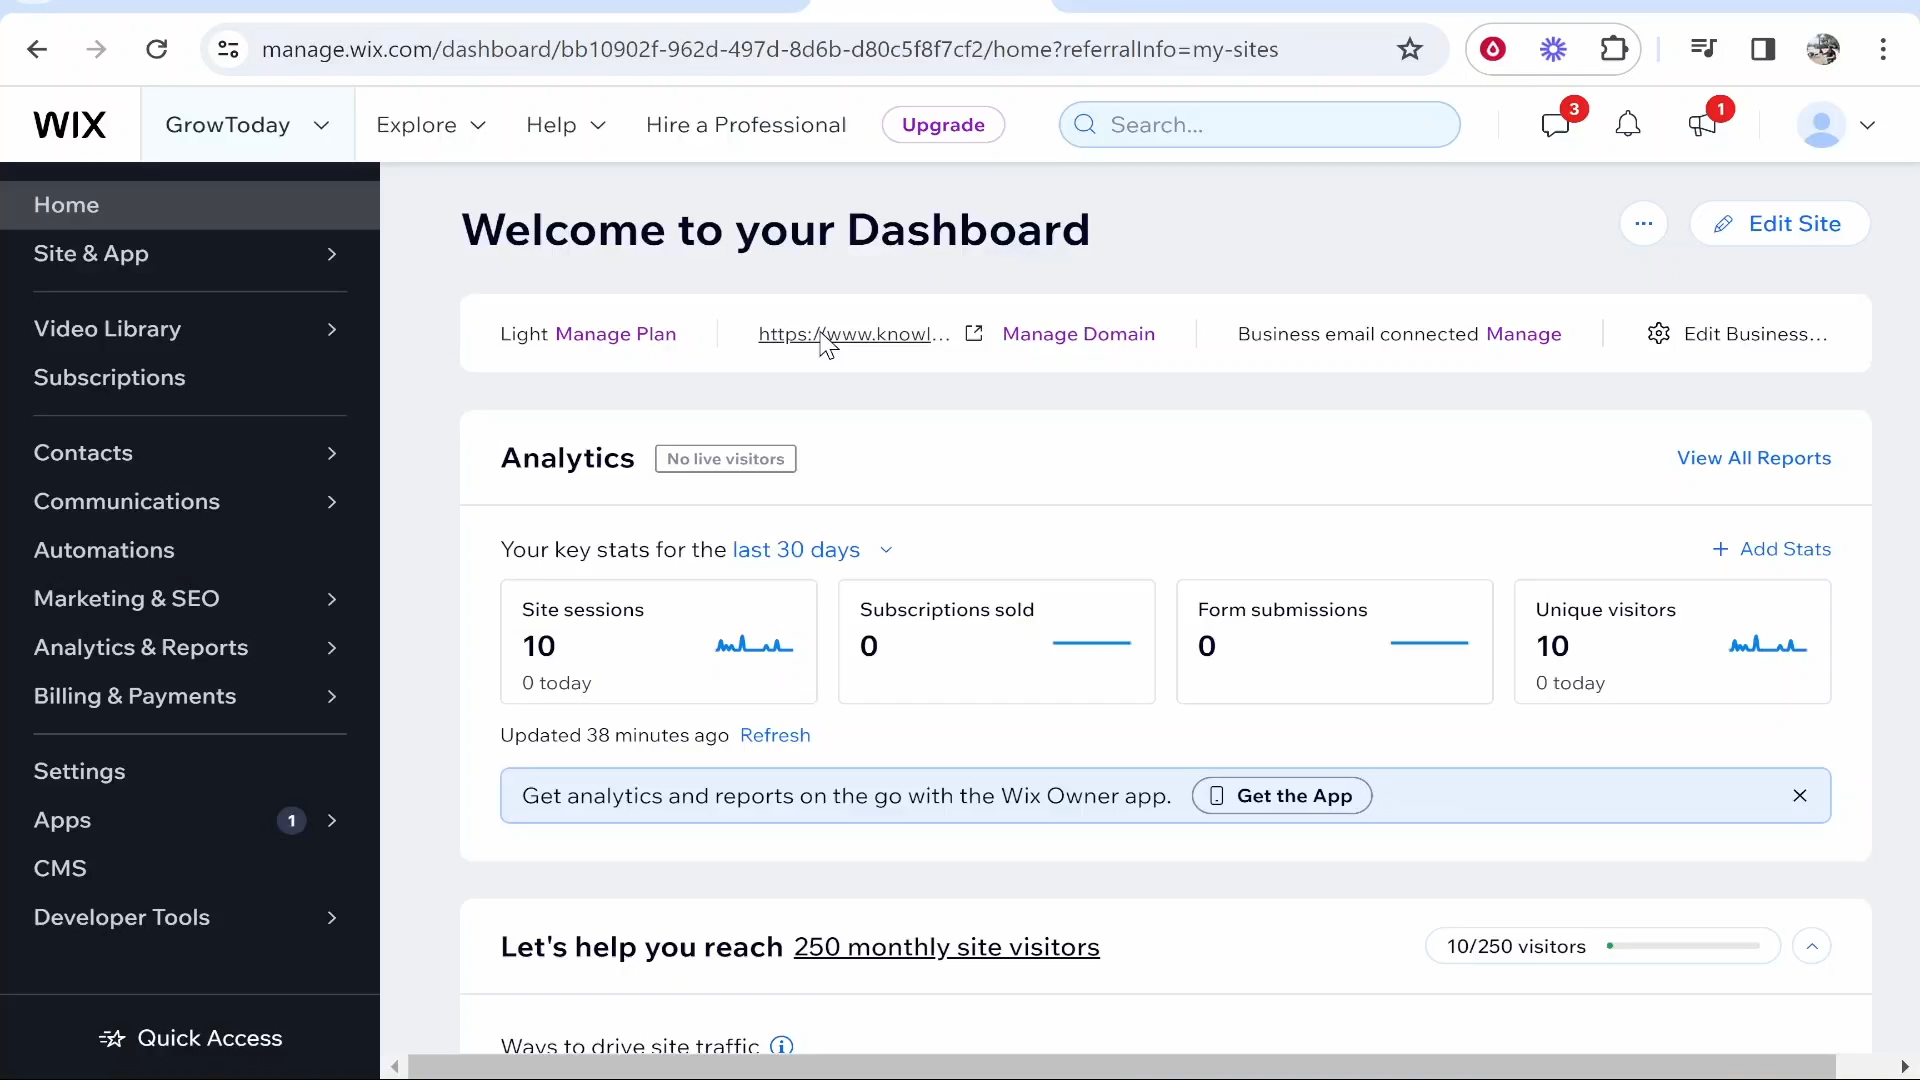 manage.wix.com/dashboard/bb10902f-962d-497d-8d6b-d80c5f8f7cf2/home?referralInfo=my-sites
WIX GrowToday Explore Help Hire a Professional Upgrade Search... 3 1
Home
Site & App
Video Library
Subscriptions
Contacts
Communications
Automations
Marketing & SEO
Analytics & Reports
Billing & Payments
Settings
Apps 1
CMS
Developer Tools
Quick Access
Welcome to your Dashboard
... Edit Site
Light Manage Plan https://www.knowl... Manage Domain Business email connected Manage Edit Business...
Analytics No live visitors View All Reports
Your key stats for the last 30 days + Add Stats
Site sessions
10
0 today
Subscriptions sold
0
Form submissions
0
Unique visitors
10
0 today
Updated 38 minutes ago Refresh
Get analytics and reports on the go with the Wix Owner app. Get the App
Let's help you reach 250 monthly site visitors 10/250 visitors
Ways to drive site traffic